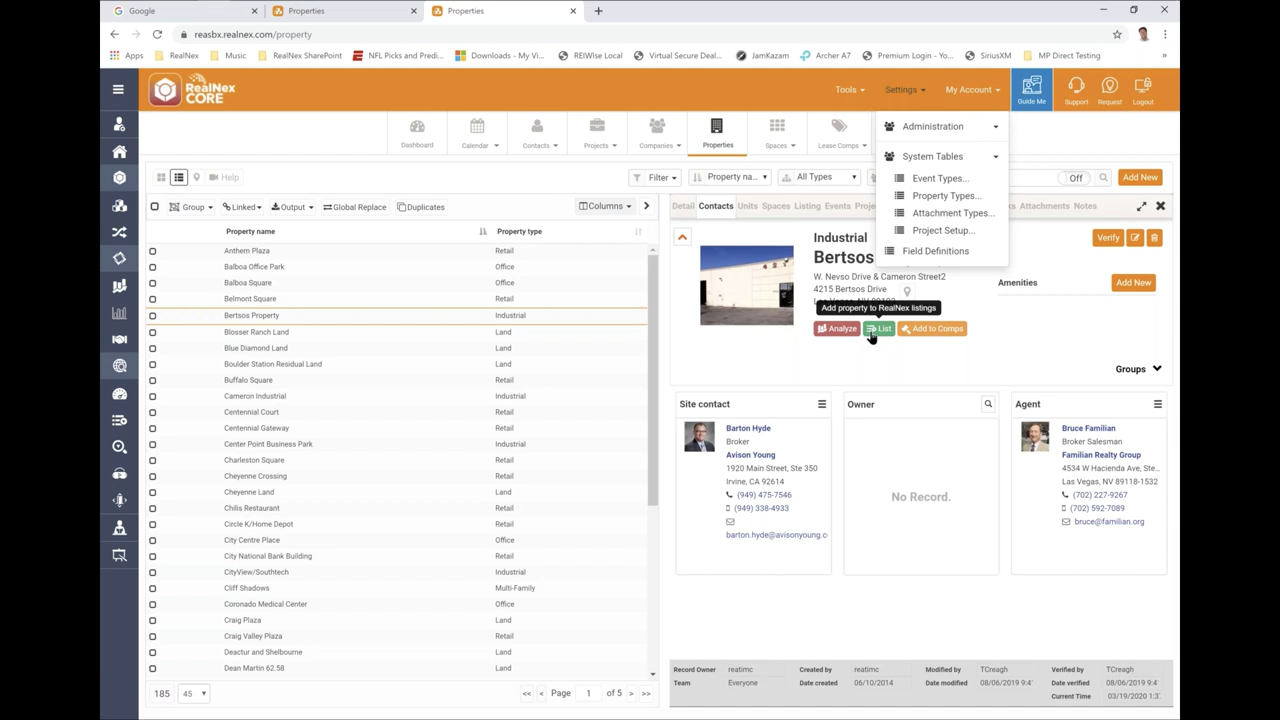 Google
Properties
Properties
reasbx.realnex.com/property
Apps RealNex Music RealNex SharePoint NFL Picks and Predi... Downloads - My Vi... REIWise Local Virtual Secure Deal... JamKazam Archer A7 Premium Login - Yo... SiriusXM MP Direct Testing »
RealNex CORE
Tools Settings My Account Guide Me Support Request Logout
Dashboard Calendar Contacts Projects Companies Properties Spaces Lease Comps
Administration
System Tables
Event Types...
Property Types...
Attachment Types...
Project Setup...
Field Definitions
Help Filter Property na... All Types Off Add New
Group Linked Output Global Replace Duplicates Columns
Detail Contacts Units Spaces Listing Events Attachments Notes
Property name Property type
Anthem Plaza Retail
Balboa Office Park Office
Balboa Square Office
Belmont Square Retail
Bertsos Property Industrial
Blosser Ranch Land Land
Blue Diamond Land Land
Boulder Station Residual Land Land
Buffalo Square Retail
Cameron Industrial Industrial
Centennial Court Retail
Centennial Gateway Retail
Center Point Business Park Industrial
Charleston Square Retail
Cheyenne Crossing Retail
Cheyenne Land Land
Chilis Restaurant Retail
Circle K/Home Depot Retail
City Centre Place Office
City National Bank Building Retail
CityView/Southtech Industrial
Cliff Shadows Multi-Family
Coronado Medical Center Office
Craig Plaza Land
Craig Valley Plaza Retail
Deactur and Shelbourne Land
Dean Martin 62.58 Land
185 45 << < Page 1 of 5 > >>
Industrial
Bertsos
W. Nevso Drive & Cameron Street2
4215 Bertsos Drive
Verify
Amenities Add New
Add property to RealNex listings
Analyze List Add to Comps
Groups
Site contact
Barton Hyde
Broker
Avison Young
1920 Main Street, Ste 350
Irvine, CA 92614
(949) 475-7546
(949) 338-4933
barton.hyde@avisonyoung.c
Owner
No Record.
Agent
Bruce Familian
Broker Salesman
Familian Realty Group
4534 W Hacienda Ave, Ste...
Las Vegas, NV 89118-1532
(702) 227-9267
(702) 592-7089
bruce@familian.org
Record Owner reatimc Created by reatimc Modified by TCreagh Verified by TCreagh
Team Everyone Date created 06/10/2014 Date modified 08/06/2019 9:4 Date verified 08/06/2019 9:4
Current Time 03/19/2020 1:3